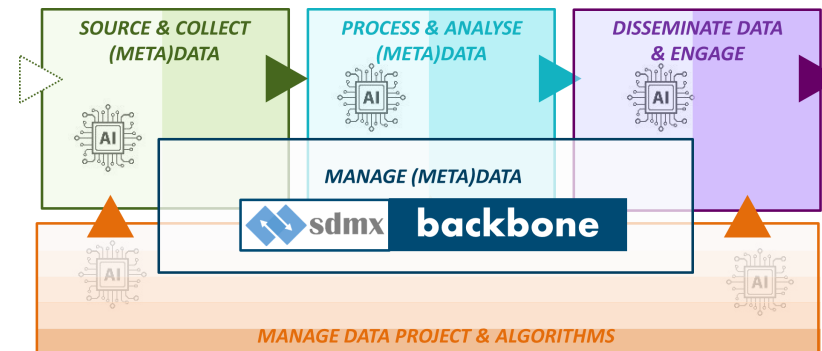 SOURCE & COLLECT
(META)DATA
AI
PROCESS & ANALYSE
(META)DATA
AI
DISSEMINATE DATA
& ENGAGE
AI
MANAGE (META)DATA
sdmx backbone
AI
AI
MANAGE DATA PROJECT & ALGORITHMS